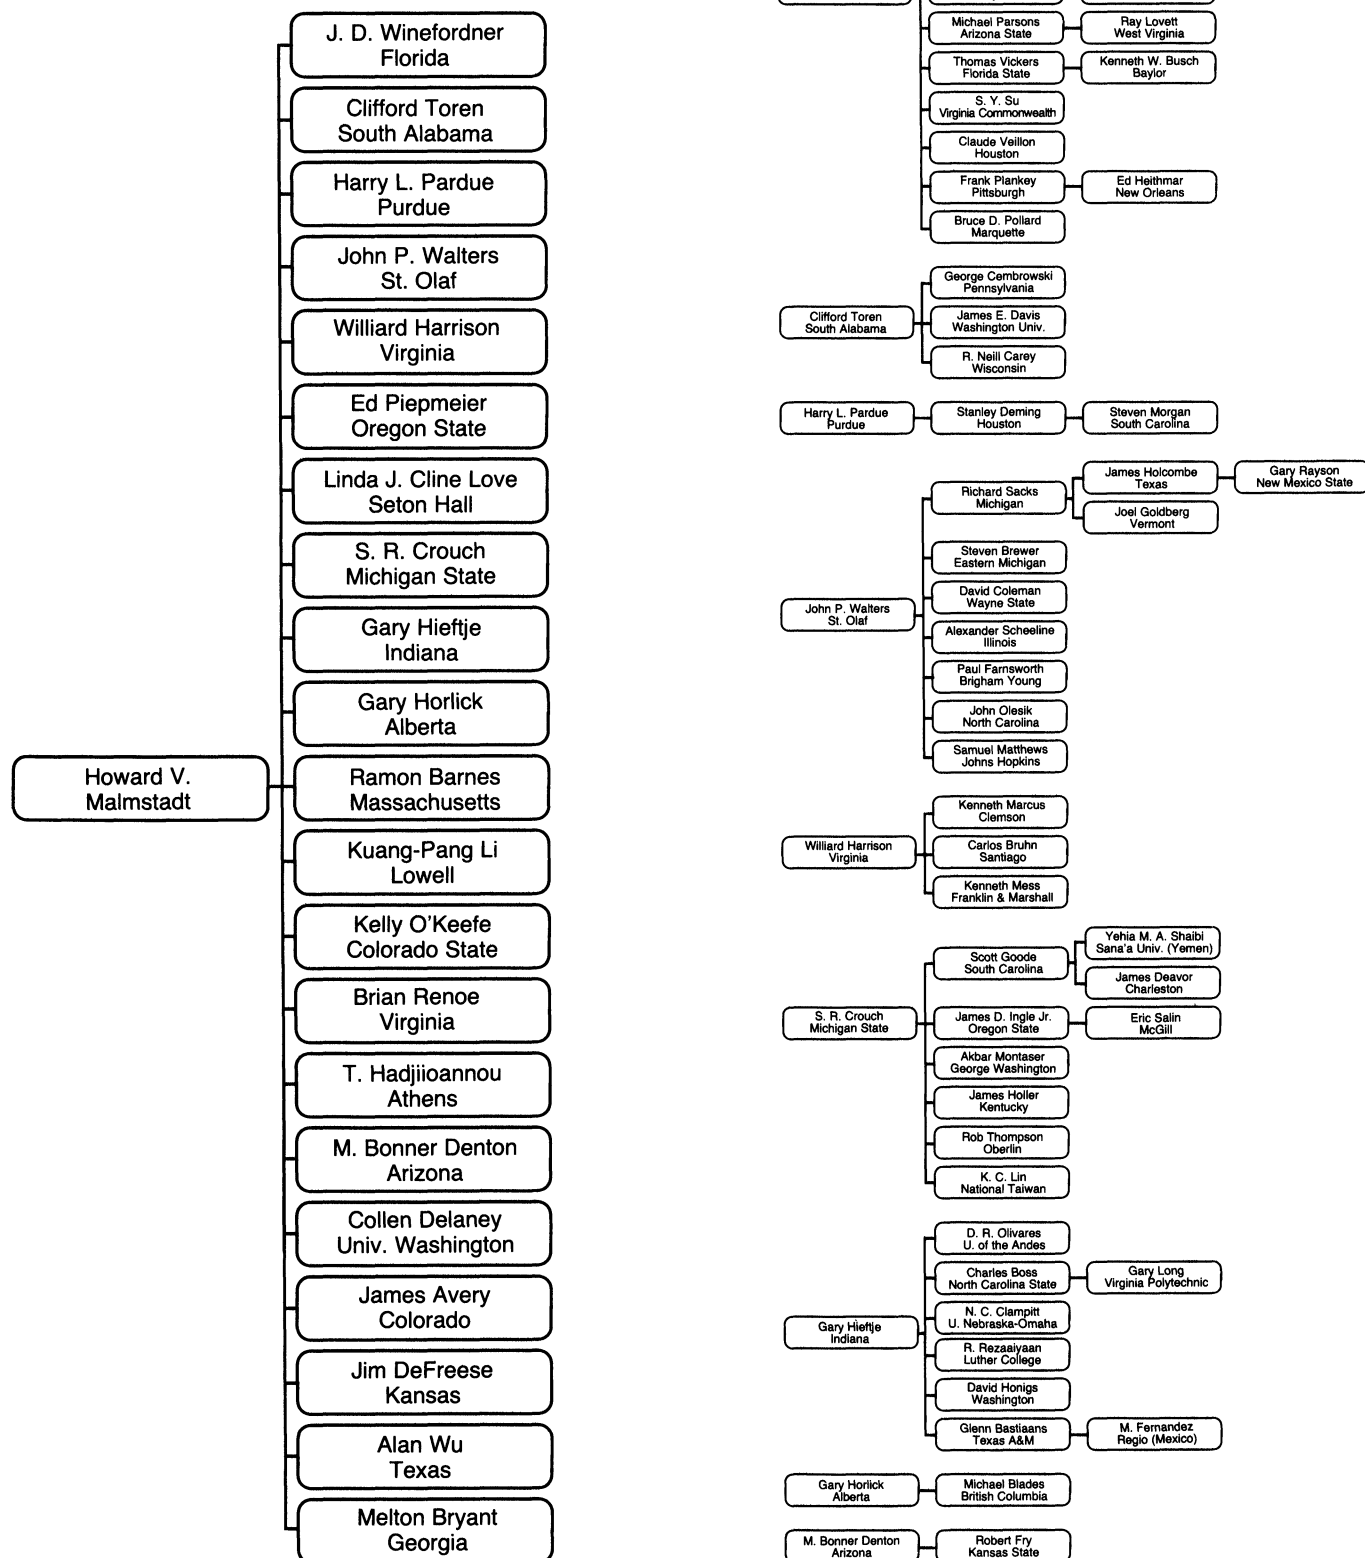 J. D. Winefordner
Florida
Clifford Toren
South Alabama
Harry L. Pardue
Purdue
John P. Walters
St. Olaf
Williard Harrison
Virginia
Ed Piepmeier
Oregon State
Linda J. Cline Love
Seton Hall
S. R. Crouch
Michigan State
Gary Hieftje
Indiana
Gary Horlick
Alberta
Howard V.
Malmstadt
Ramon Barnes
Massachusetts
Kuang-Pang Li
Lowell
Kelly O'Keefe
Colorado State
Brian Renoe
Virginia
T. Hadjiioannou
Athens
M. Bonner Denton
Arizona
Collen Delaney
Univ. Washington
James Avery
Colorado
Jim DeFreese
Kansas
Alan Wu
Texas
Melton Bryant
Georgia
Michael Parsons
Arizona State
Ray Lovett
West Virginia
Thomas Vickers
Florida State
Kenneth W. Busch
Baylor
S. Y. Su
Virginia Commonwealth
Claude Veillon
Houston
Frank Plankey
Pittsburgh
Ed Heithmar
New Orleans
Bruce D. Pollard
Marquette
Clifford Toren
South Alabama
George Cembrowski
Pennsylvania
James E. Davis
Washington Univ.
R. Neill Carey
Wisconsin
Harry L. Pardue
Purdue
Stanley Deming
Houston
Steven Morgan
South Carolina
John P. Walters
St. Olaf
Richard Sacks
Michigan
James Holcombe
Texas
Gary Rayson
New Mexico State
Joel Goldberg
Vermont
Steven Brewer
Eastern Michigan
David Coleman
Wayne State
Alexander Scheeline
Illinois
Paul Farnsworth
Brigham Young
John Olesik
North Carolina
Samuel Matthews
Johns Hopkins
Williard Harrison
Virginia
Kenneth Marcus
Clemson
Carlos Bruhn
Santiago
Kenneth Mess
Franklin & Marshall
S. R. Crouch
Michigan State
Scott Goode
South Carolina
Yehia M. A. Shaibi
Sana'a Univ. (Yemen)
James Deavor
Charleston
James D. Ingle Jr.
Oregon State
Eric Salin
McGill
Akbar Montaser
George Washington
James Holler
Kentucky
Rob Thompson
Oberlin
K. C. Lin
National Taiwan
Gary Hieftje
Indiana
D. R. Olivares
U. of the Andes
Charles Boss
North Carolina State
Gary Long
Virginia Polytechnic
N. C. Clampitt
U. Nebraska-Omaha
R. Rezaaiyaan
Luther College
David Honigs
Washington
Glenn Bastiaans
Texas A&M
M. Fernandez
Regio (Mexico)
Gary Horlick
Alberta
Michael Blades
British Columbia
M. Bonner Denton
Arizona
Robert Fry
Kansas State